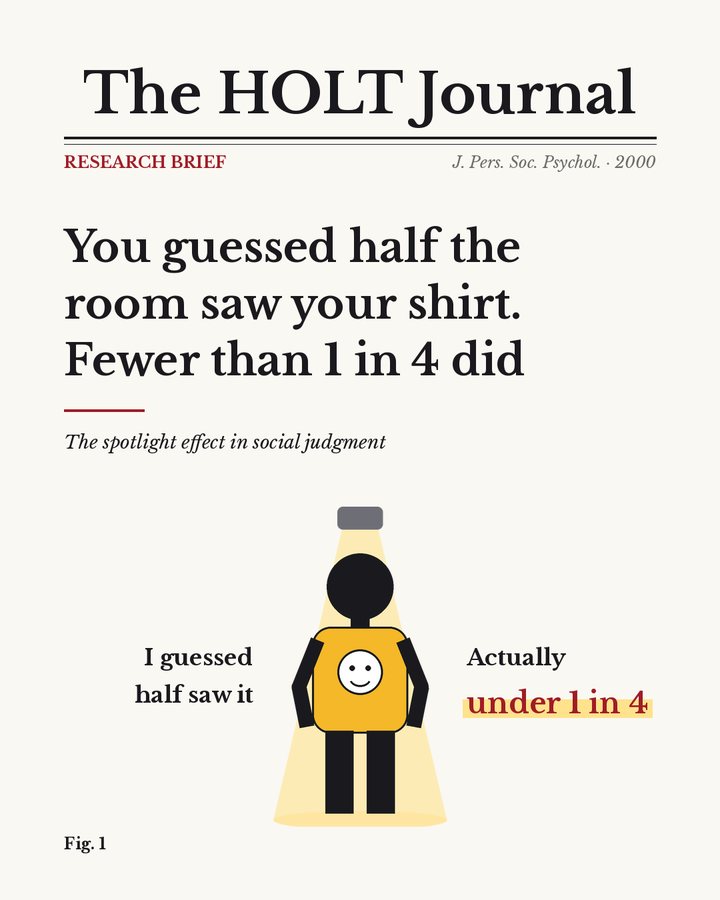 The HOLT Journal
RESEARCH BRIEF
J. Pers. Soc. Psychol. · 2000
You guessed half the
room saw your shirt.
Fewer than 1 in 4 did
The spotlight effect in social judgment
I guessed
half saw it
Actually
under 1 in 4
Fig. 1